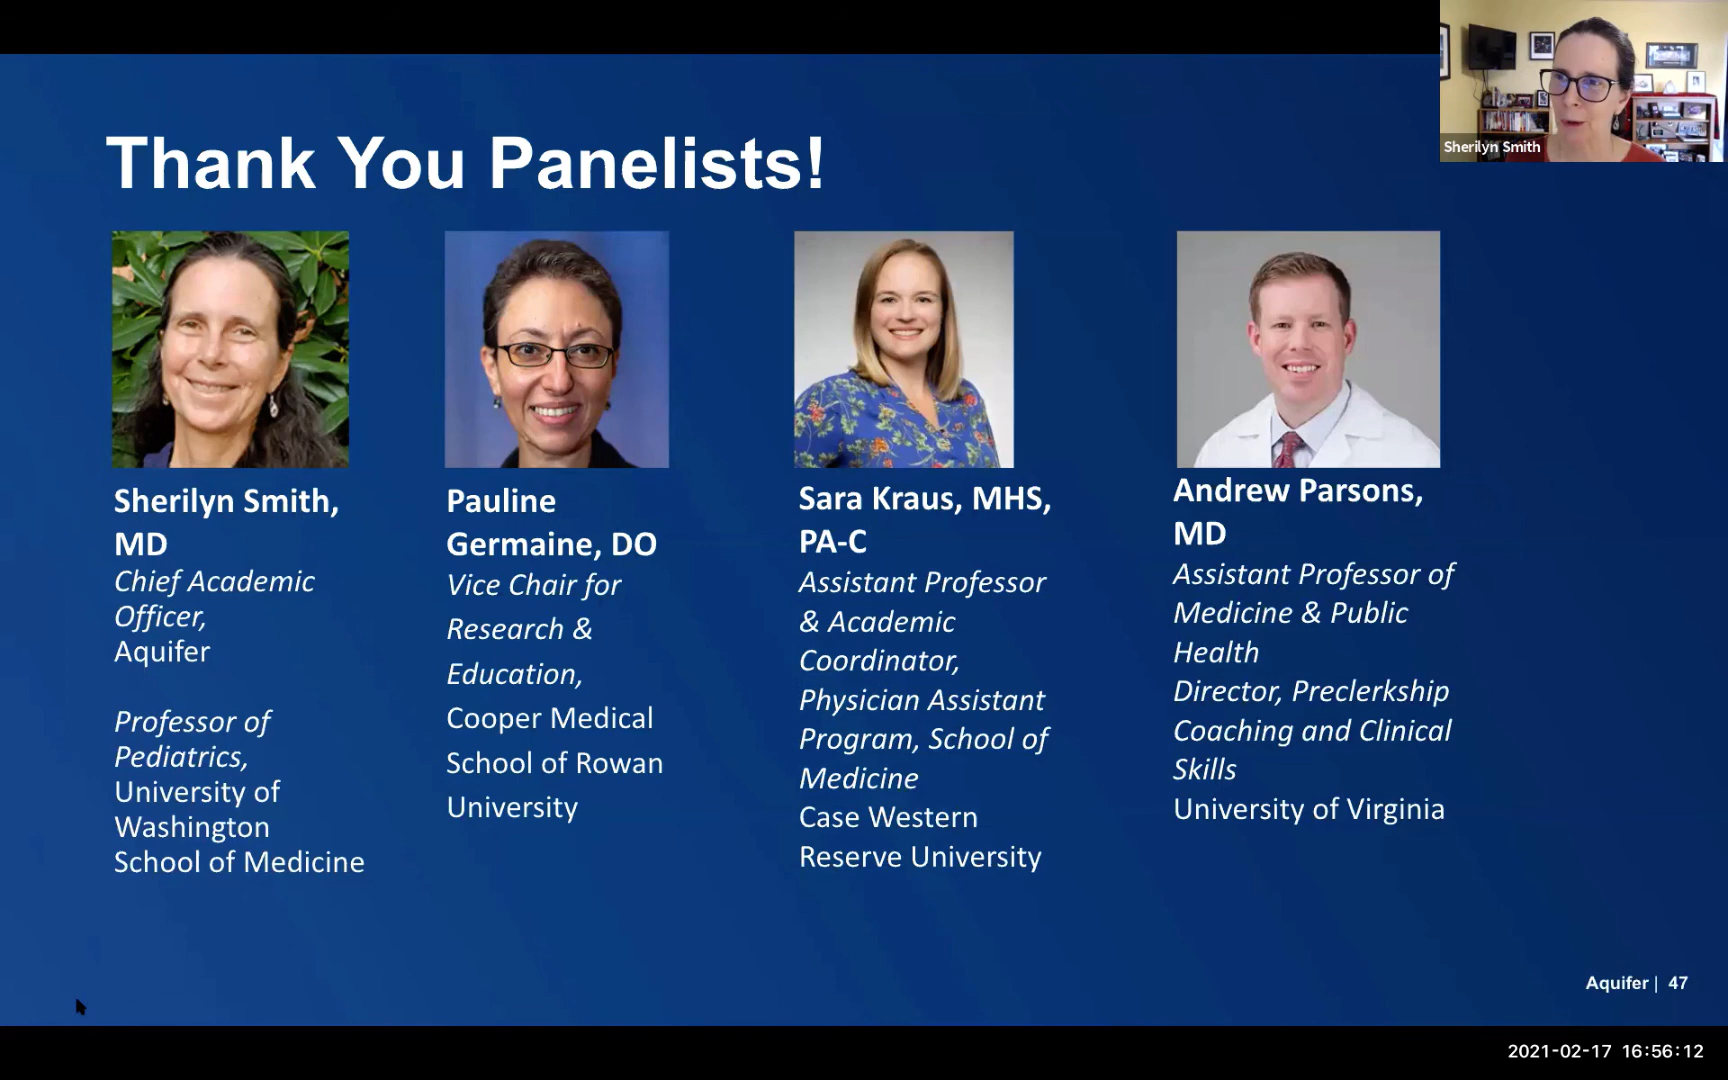 Sherilyn Smith
Thank You Panelists!
Sherilyn Smith,
MD
Chief Academic
Officer,
Aquifer
Professor of
Pediatrics,
University of
Washington
School of Medicine
Pauline
Germaine, DO
Vice Chair for
Research &
Education,
Cooper Medical
School of Rowan
University
Sara Kraus, MHS,
PA-C
Assistant Professor
& Academic
Coordinator,
Physician Assistant
Program, School of
Medicine
Case Western
Reserve University
Andrew Parsons,
MD
Assistant Professor of
Medicine & Public
Health
Director, Preclerkship
Coaching and Clinical
Skills
University of Virginia
Aquifer | 47
2021-02-17 16:56:12